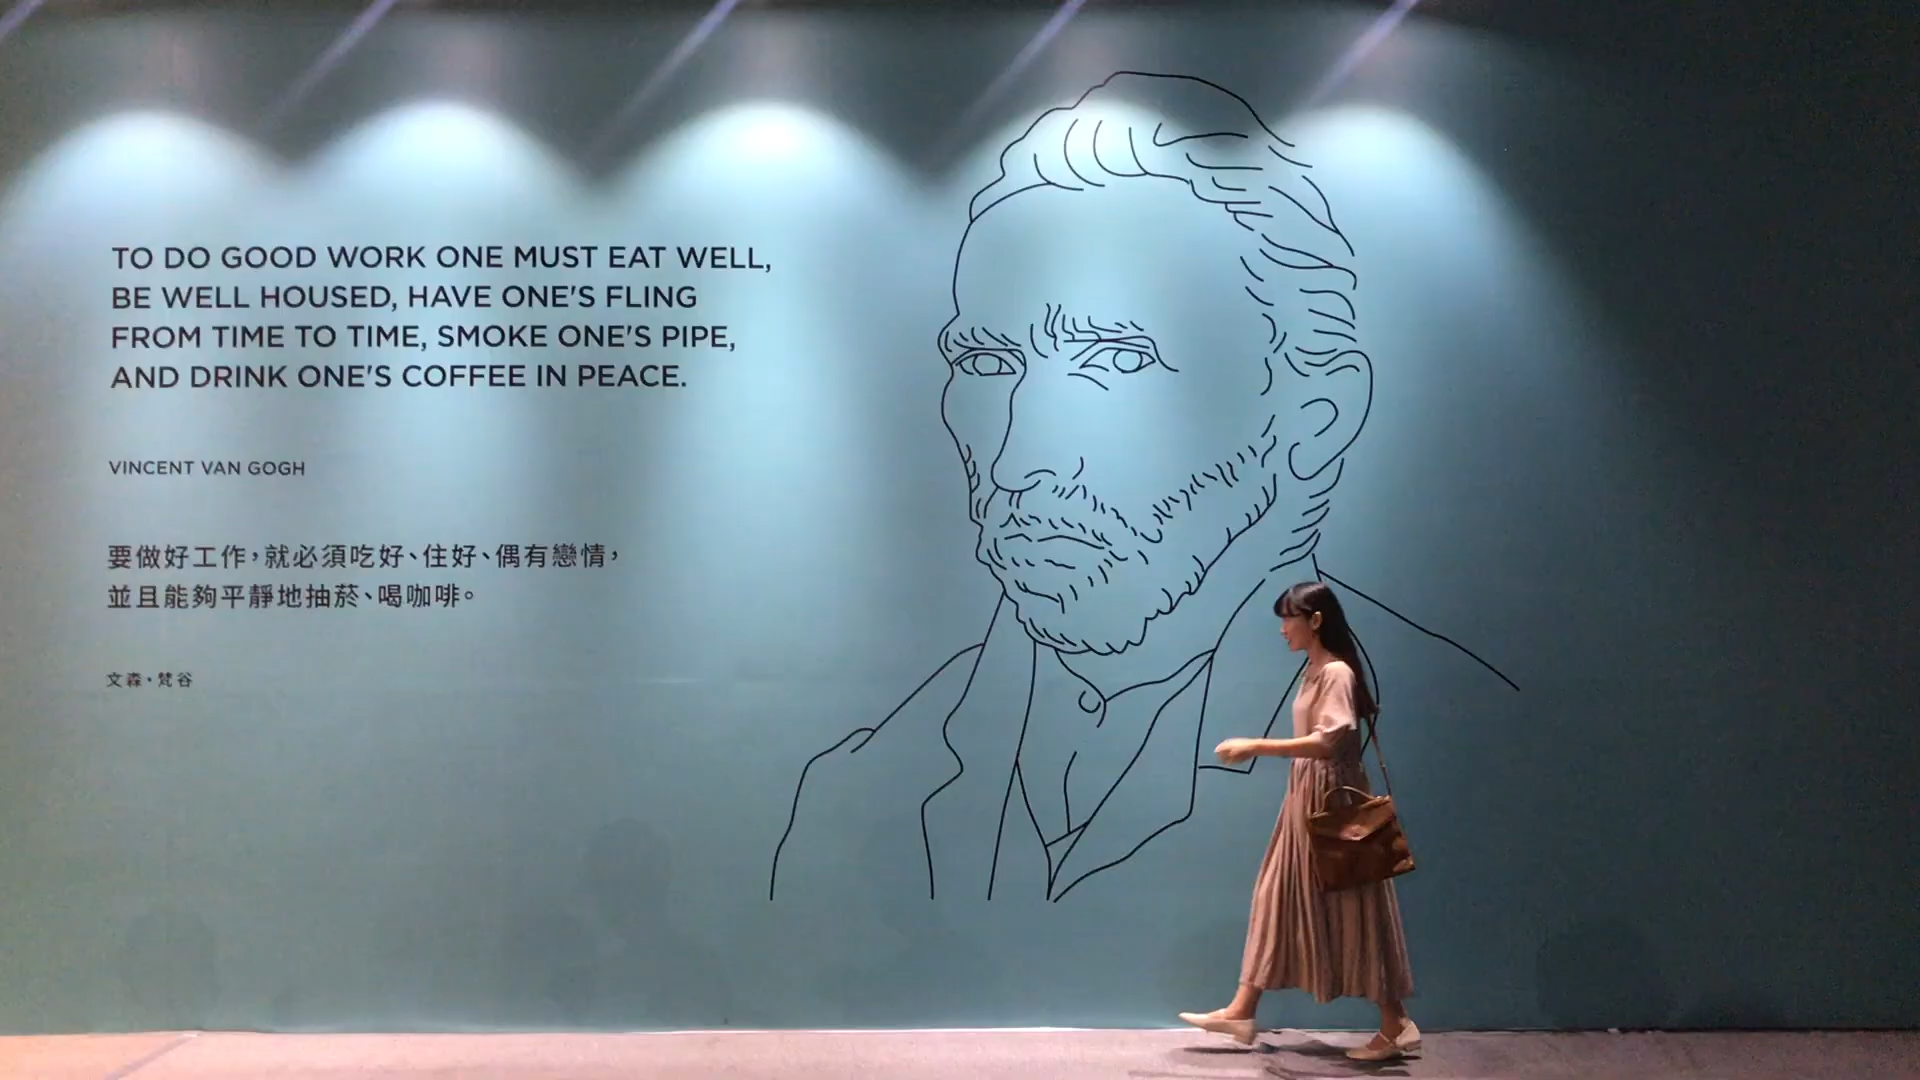 TO DO GOOD WORK ONE MUST EAT WELL,
BE WELL HOUSED, HAVE ONE'S FLING
FROM TIME TO TIME, SMOKE ONE'S PIPE,
AND DRINK ONE'S COFFEE IN PEACE.
VINCENT VAN GOGH
要做好工作，就必須吃好、住好、偶有戀情，
並且能夠平靜地抽菸、喝咖啡。
文森・梵谷